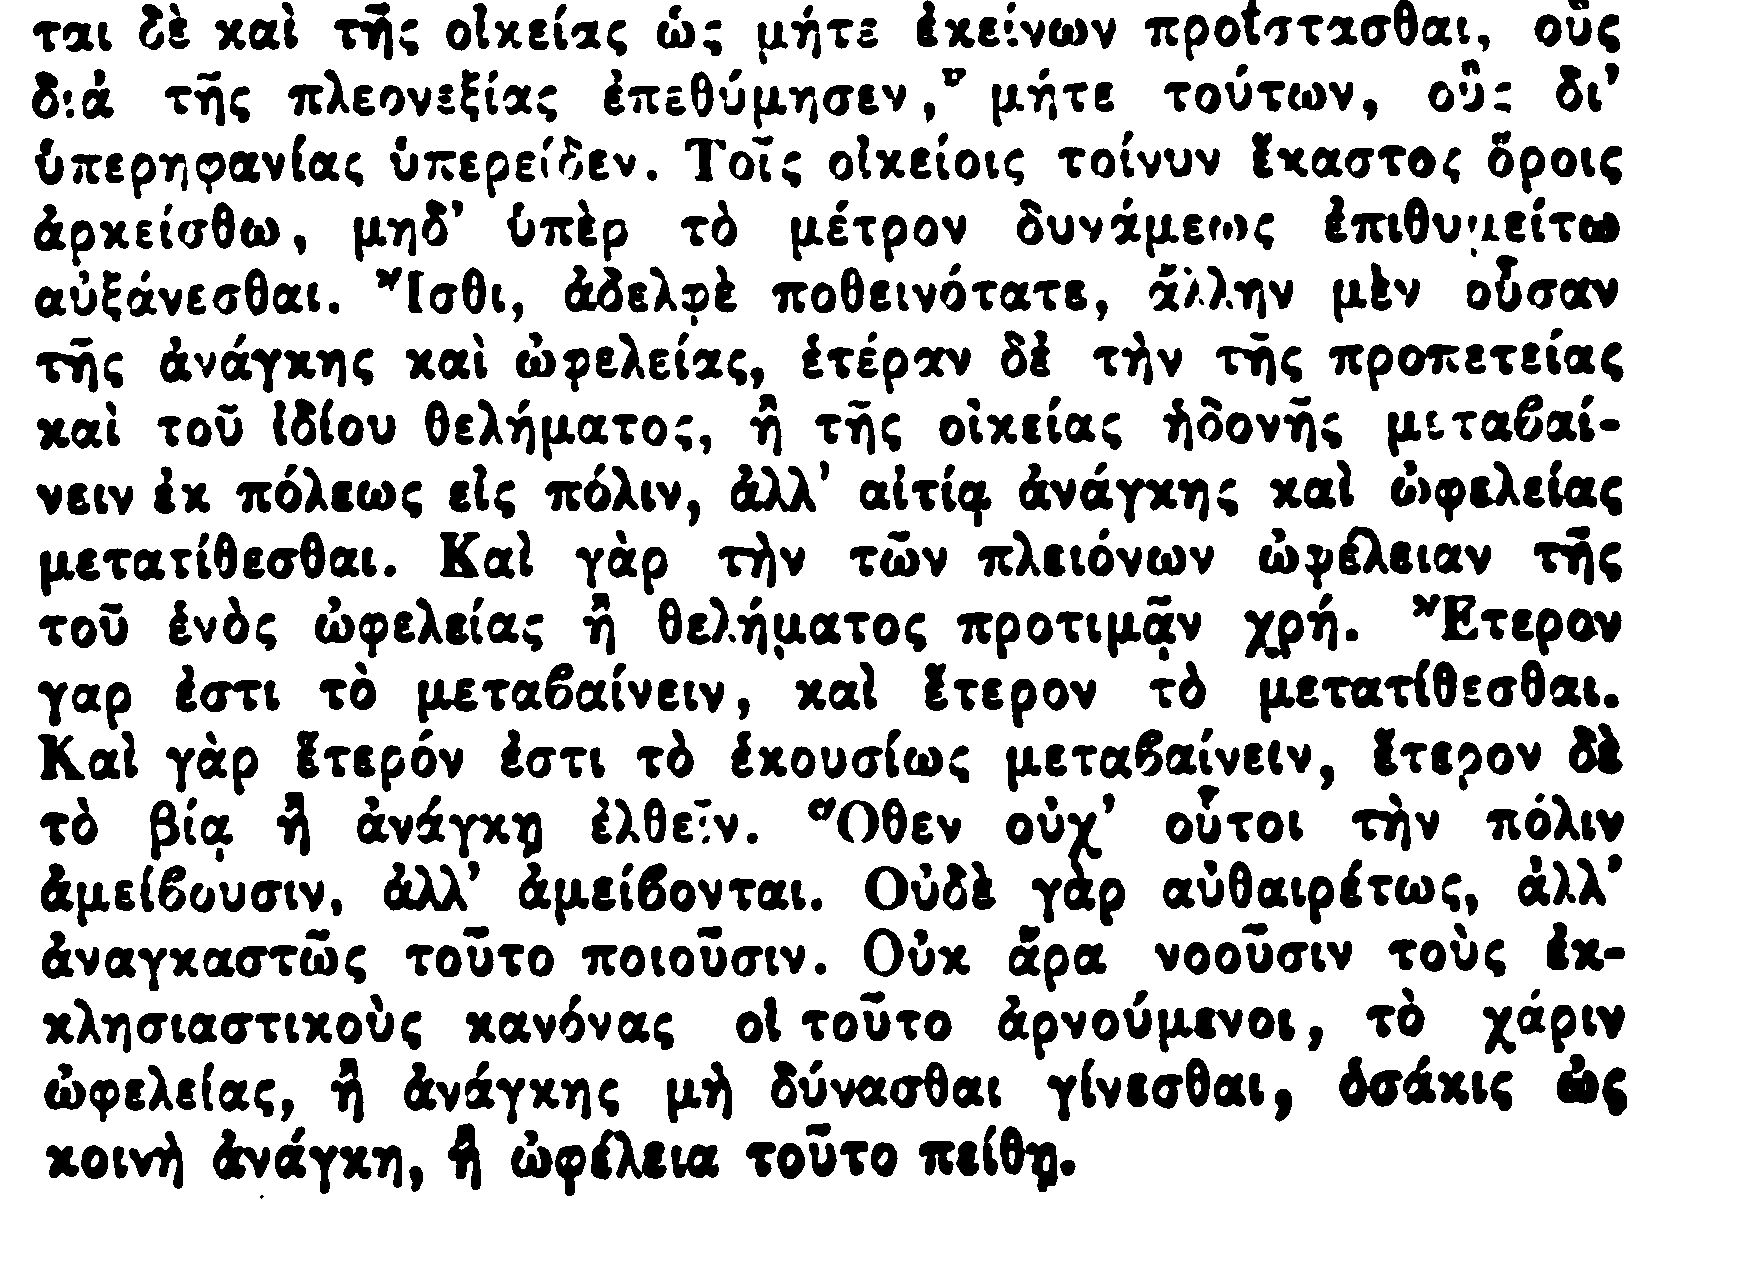 ται δὲ καὶ τῆς οἰκείας ὡς μήτε ἐκείνων προΐστασθαι, οὓς
διὰ τῆς πλεονεξίας ἐπεθύμησεν,ᵖ μήτε τούτων, οὓς δι’
ὑπερηφανίας ὑπερεῖδεν. Τοῖς οἰκείοις τοίνυν ἕκαστος ὅροις
ἀρκείσθω, μηδ’ ὑπὲρ τὸ μέτρον δυνάμεως ἐπιθυμείτω
αὐξάνεσθαι. Ἴσθι, ἀδελφὲ ποθεινότατε, ἄλλην μὲν οὖσαν
τῆς ἀνάγκης καὶ ὠφελείας, ἑτέραν δὲ τὴν τῆς προπετείας
καὶ τοῦ ἰδίου θελήματος, ἢ τῆς οἰκείας ἡδονῆς μεταβαί-
νειν ἐκ πόλεως εἰς πόλιν, ἀλλ’ αἰτίᾳ ἀνάγκης καὶ ὠφελείας
μετατίθεσθαι. Καὶ γὰρ τὴν τῶν πλειόνων ὠφέλειαν τῆς
τοῦ ἑνὸς ὠφελείας ἢ θελήματος προτιμᾷν χρή. Ἕτερον
γαρ ἐστι τὸ μεταβαίνειν, καὶ ἕτερον τὸ μετατίθεσθαι.
Καὶ γὰρ ἕτερόν ἐστι τὸ ἑκουσίως μεταβαίνειν, ἕτερον δὲ
τὸ βίᾳ ἢ ἀνάγκῃ ἐλθεῖν. Ὅθεν οὐχ’ οὗτοι τὴν πόλιν
ἀμείβουσιν, ἀλλ’ ἀμείβονται. Οὐδὲ γὰρ αὐθαιρέτως, ἀλλ’
ἀναγκαστῶς τοῦτο ποιοῦσιν. Οὐκ ἄρα νοοῦσιν τοὺς ἐκ-
κλησιαστικοὺς κανόνας οἱ τοῦτο ἀρνούμενοι, τὸ χάριν
ὠφελείας, ἢ ἀνάγκης μὴ δύνασθαι γίνεσθαι, ὁσάκις ὡς
κοινὴ ἀνάγκη, ἢ ὠφέλεια τοῦτο πείθῃ.